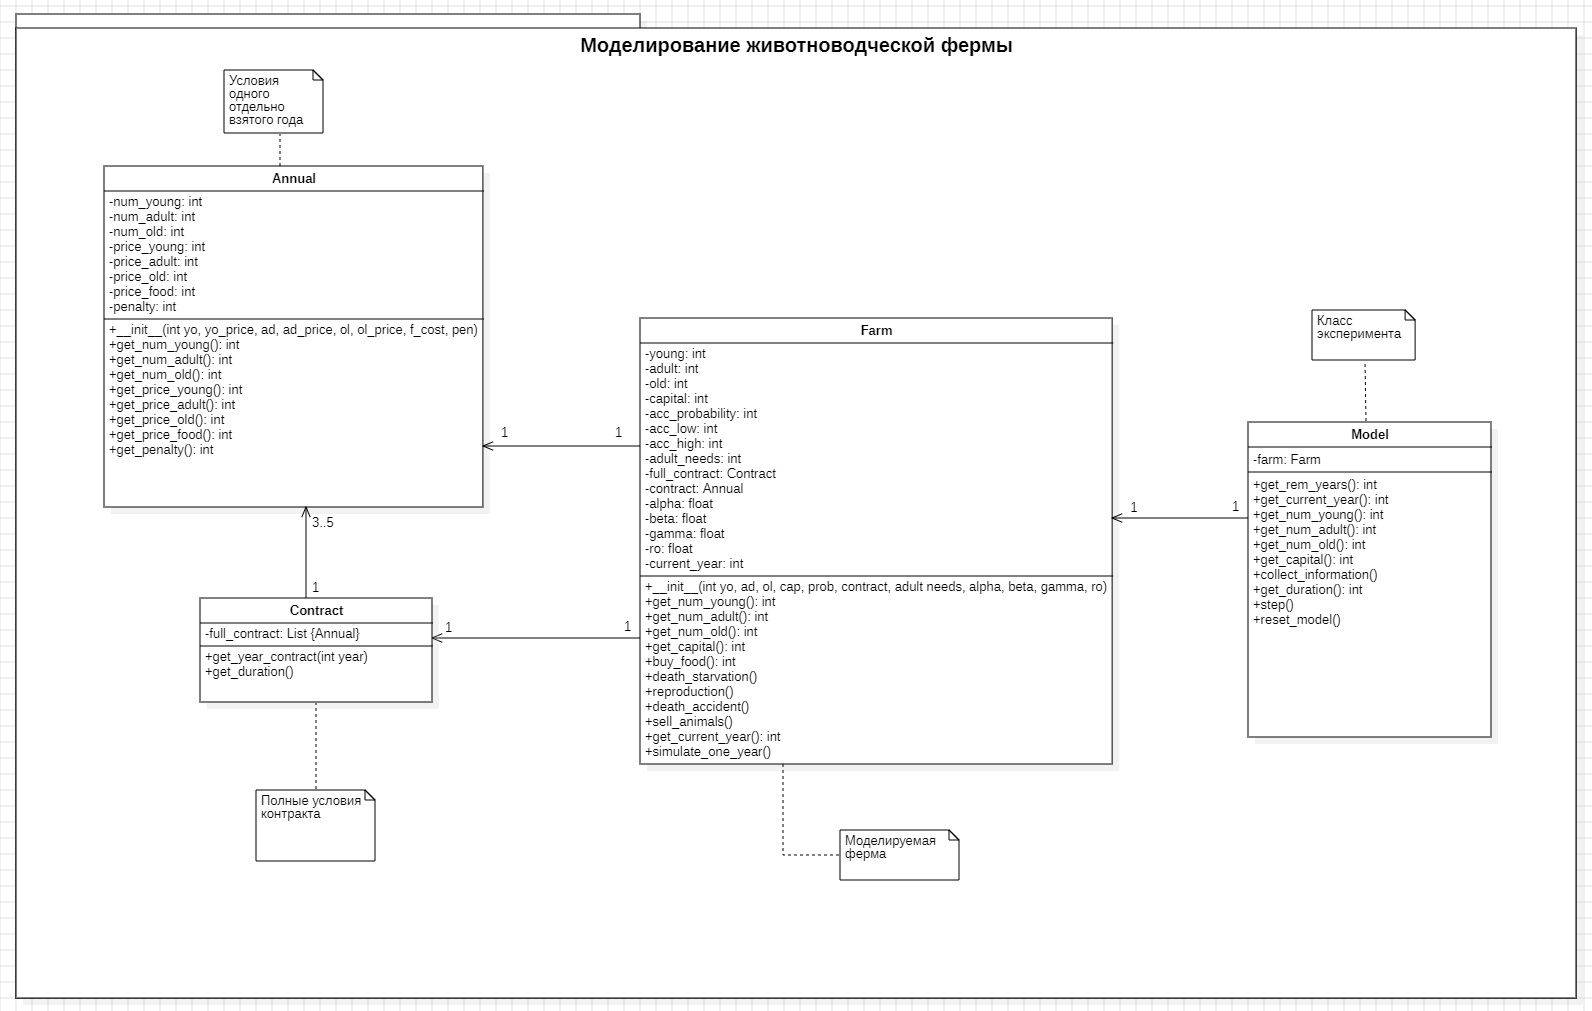 Моделирование животноводческой фермы
Условия
одного
отдельно
взятого года
Annual
-num_young: int
-num_adult: int
-num_old: int
-price_young: int
-price_adult: int
-price_old: int
-price_food: int
-penalty: int
+__init__(int yo, yo_price, ad, ad_price, ol, ol_price, f_cost, pen)
+get_num_young(): int
+get_num_adult(): int
+get_num_old(): int
+get_price_young(): int
+get_price_adult(): int
+get_price_old(): int
+get_price_food(): int
+get_penalty(): int
1
1
3..5
1
Contract
-full_contract: List {Annual}
+get_year_contract(int year)
+get_duration()
1
1
Полные условия
контракта
Farm
-young: int
-adult: int
-old: int
-capital: int
-acc_probability: int
-acc_low: int
-acc_high: int
-adult_needs: int
-full_contract: Contract
-contract: Annual
-alpha: float
-beta: float
-gamma: float
-ro: float
-current_year: int
+__init__(int yo, ad, ol, cap, prob, contract, adult needs, alpha, beta, gamma, ro)
+get_num_young(): int
+get_num_adult(): int
+get_num_old(): int
+get_capital(): int
+buy_food(): int
+death_starvation()
+reproduction()
+death_accident()
+sell_animals()
+get_current_year(): int
+simulate_one_year()
Моделируемая
ферма
1
1
Класс
эксперимента
Model
-farm: Farm
+get_rem_years(): int
+get_current_year(): int
+get_num_young(): int
+get_num_adult(): int
+get_num_old(): int
+get_capital(): int
+collect_information()
+get_duration(): int
+step()
+reset_model()